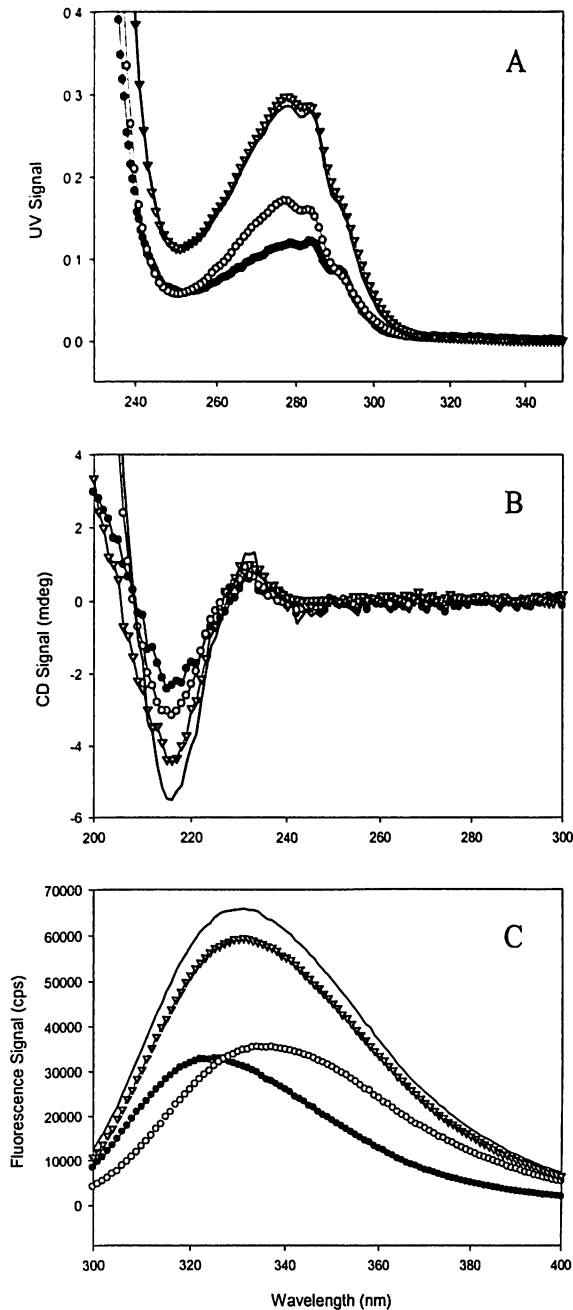 0 4
A
0 3
0 2
0 1
0 0
UV Signal
240 260 280 300 320 340
4
B
2
0
-2
-4
-6
CD Signal (mdeg)
200 220 240 260 280 300
70000
C
60000
50000
40000
30000
20000
10000
0
Fluorescence Signal (cps)
300 320 340 360 380 400
Wavelength (nm)